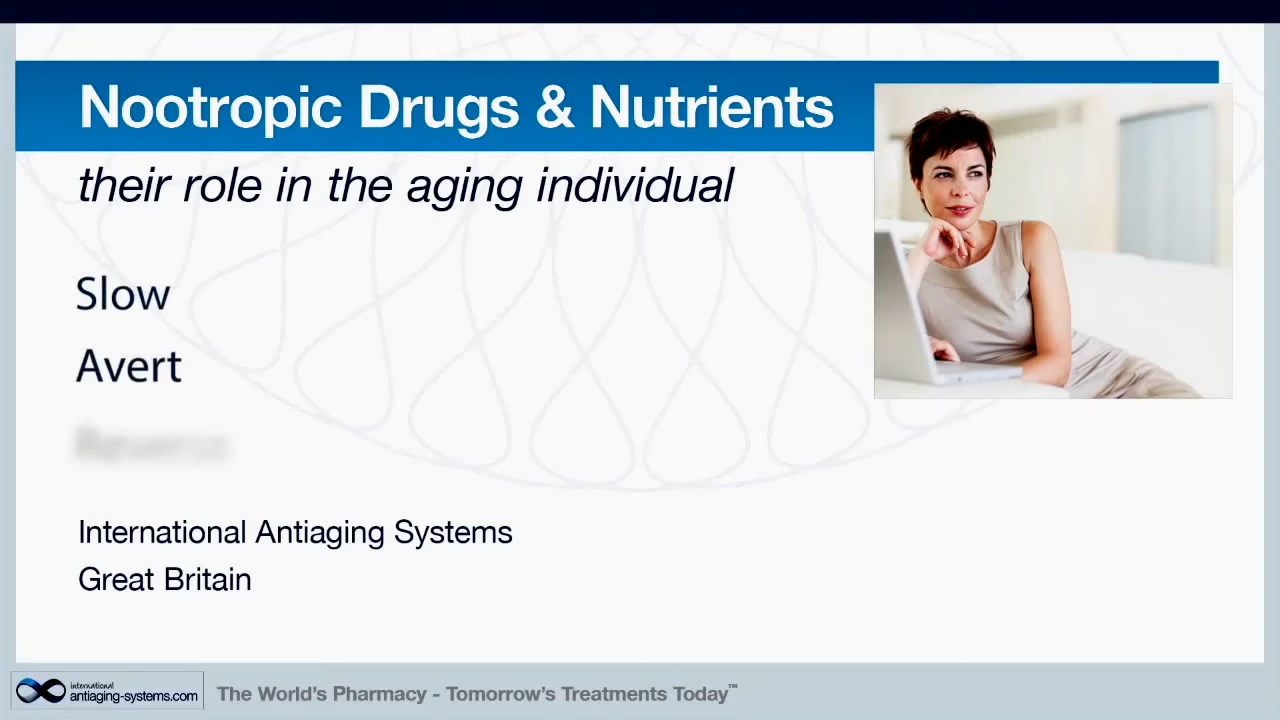 Nootropic Drugs & Nutrients
their role in the aging individual
Slow
Avert
Reverse
International Antiaging Systems
Great Britain
international
antiaging-systems.com
The World's Pharmacy - Tomorrow's Treatments Today™